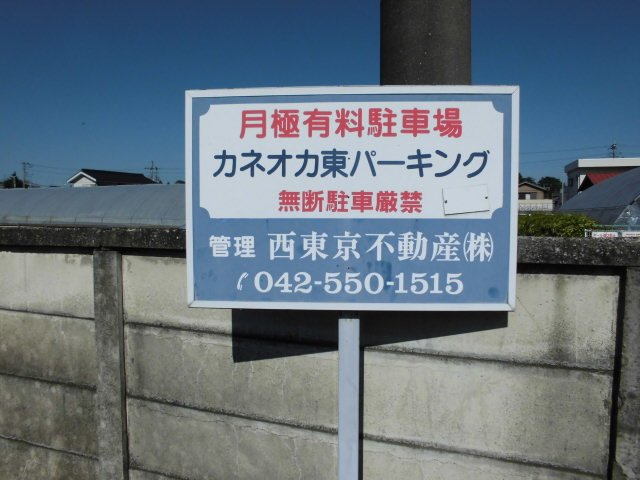 月極有料駐車場
カネオカ東パーキング
無断駐車厳禁
管理 西東京不動産㈱
042-550-1515